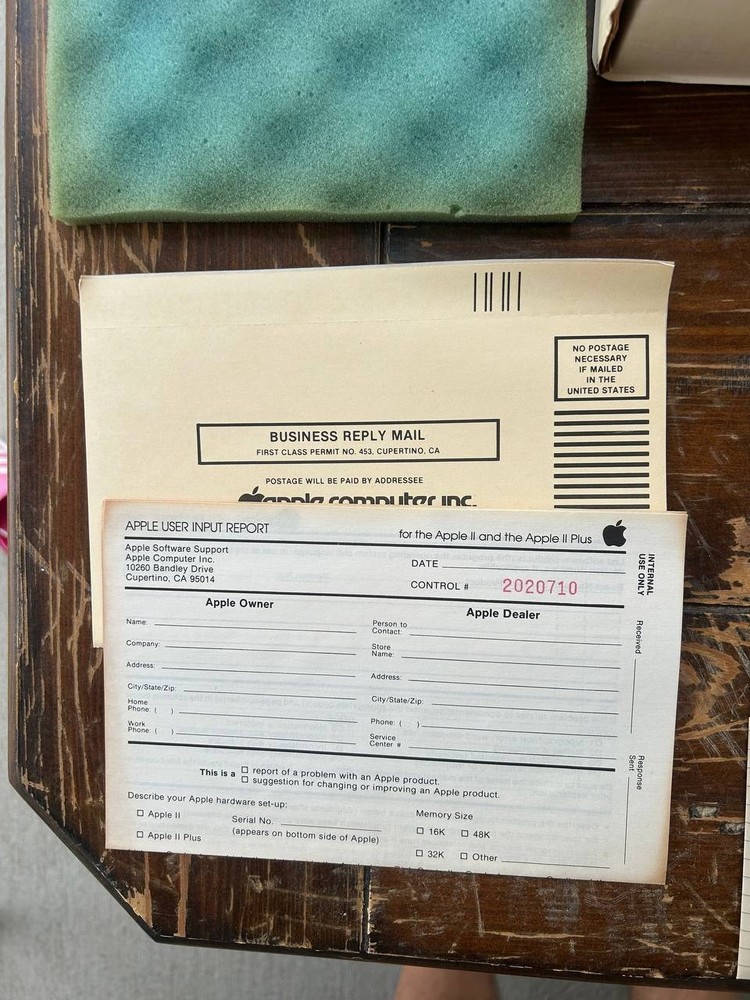 NO POSTAGE
NECESSARY
IF MAILED
IN THE
UNITED STATES
BUSINESS REPLY MAIL
FIRST CLASS PERMIT NO. 453, CUPERTINO, CA
POSTAGE WILL BE PAID BY ADDRESSEE
apple computer inc.
APPLE USER INPUT REPORT for the Apple II and the Apple II Plus
Apple Software Support
Apple Computer Inc.
10260 Bandley Drive
Cupertino, CA 95014
DATE
CONTROL # 2020710
INTERNAL
USE ONLY
Received
Response
Sent
Apple Owner
Name:
Company:
Address:
City/State/Zip:
Home
Phone: ( )
Work
Phone: ( )
Apple Dealer
Person to
Contact:
Store
Name:
Address:
City/State/Zip:
Phone: ( )
Service
Center #
This is a □ report of a problem with an Apple product.
□ suggestion for changing or improving an Apple product.
Describe your Apple hardware set-up:
□ Apple II
□ Apple II Plus
Serial No.
(appears on bottom side of Apple)
Memory Size
□ 16K □ 48K
□ 32K □ Other